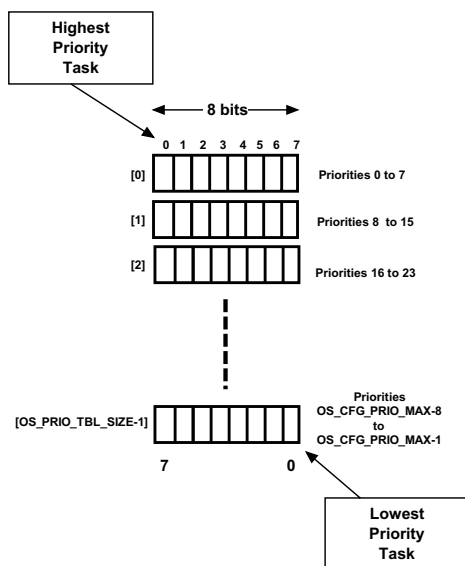 Highest
Priority
Task
8 bits
0 1 2 3 4 5 6 7
[0] Priorities 0 to 7
[1] Priorities 8 to 15
[2] Priorities 16 to 23
[OS_PRIO_TBL_SIZE-1]
Priorities
OS_CFG_PRIO_MAX-8
to
OS_CFG_PRIO_MAX-1
7 0
Lowest
Priority
Task